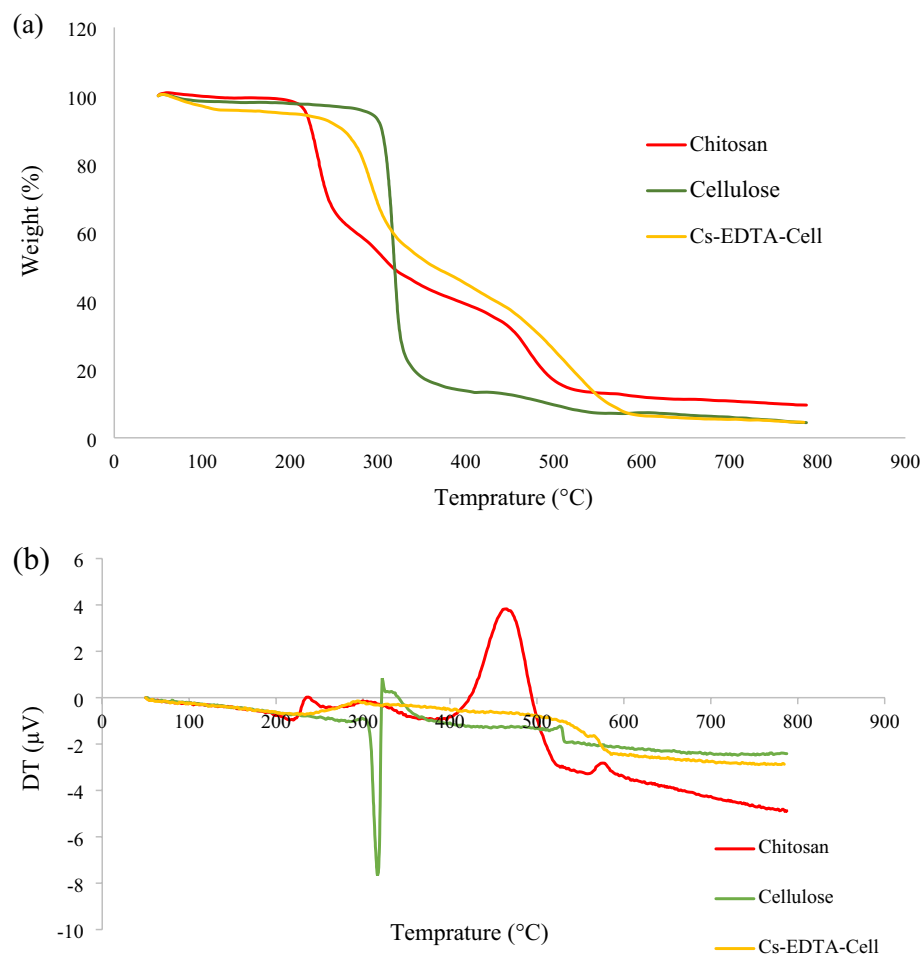 (a)
120
100
80
60
40
20
0
Weight (%)
Chitosan
Cellulose
Cs-EDTA-Cell
0 100 200 300 400 500 600 700 800 900
Temprature (°C)
(b)
6
4
2
0
-2
-4
-6
-8
-10
DT (µV)
0 100 200 300 400 500 600 700 800 900
Chitosan
Cellulose
Cs-EDTA-Cell
Temprature (°C)